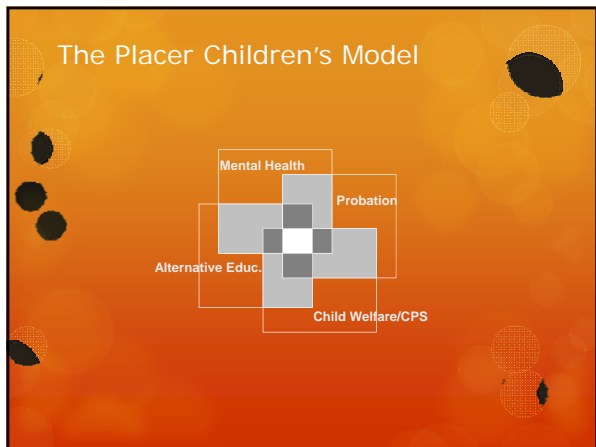 The Placer Children's Model
Mental Health
Probation
Alternative Educ.
Child Welfare/CPS